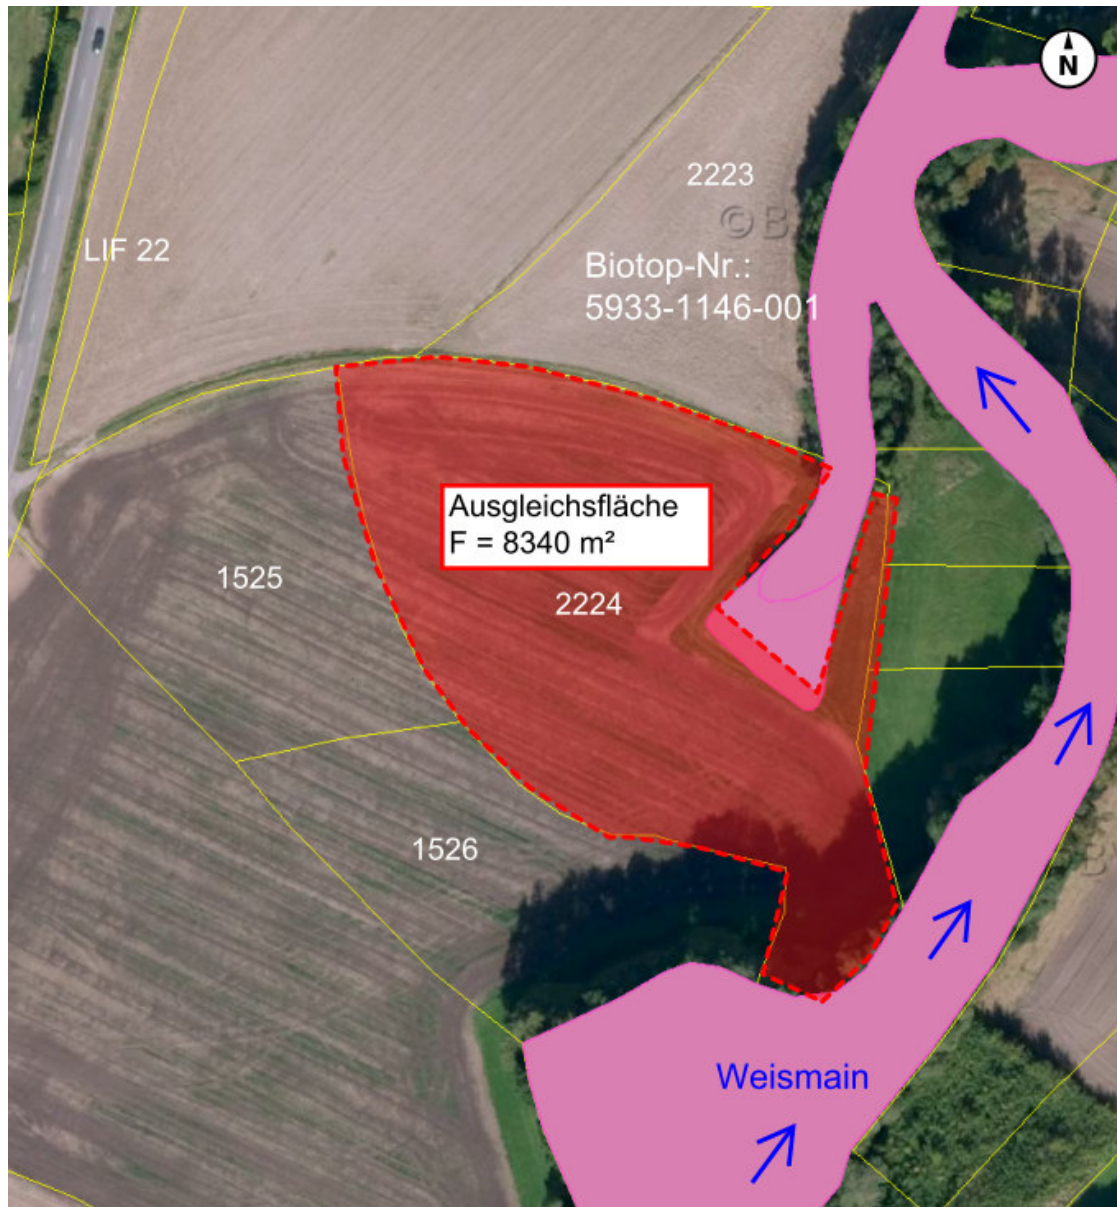 N
2223
© B
LIF 22
Biotop-Nr.:
5933-1146-001
Ausgleichsfläche
F = 8340 m²
1525
2224
1526
B
Weismain